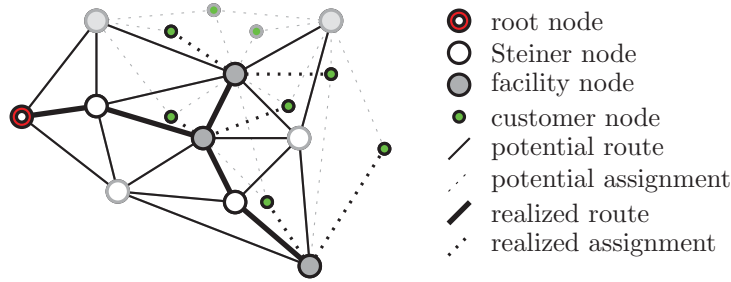 root node
Steiner node
facility node
customer node
potential route
potential assignment
realized route
realized assignment